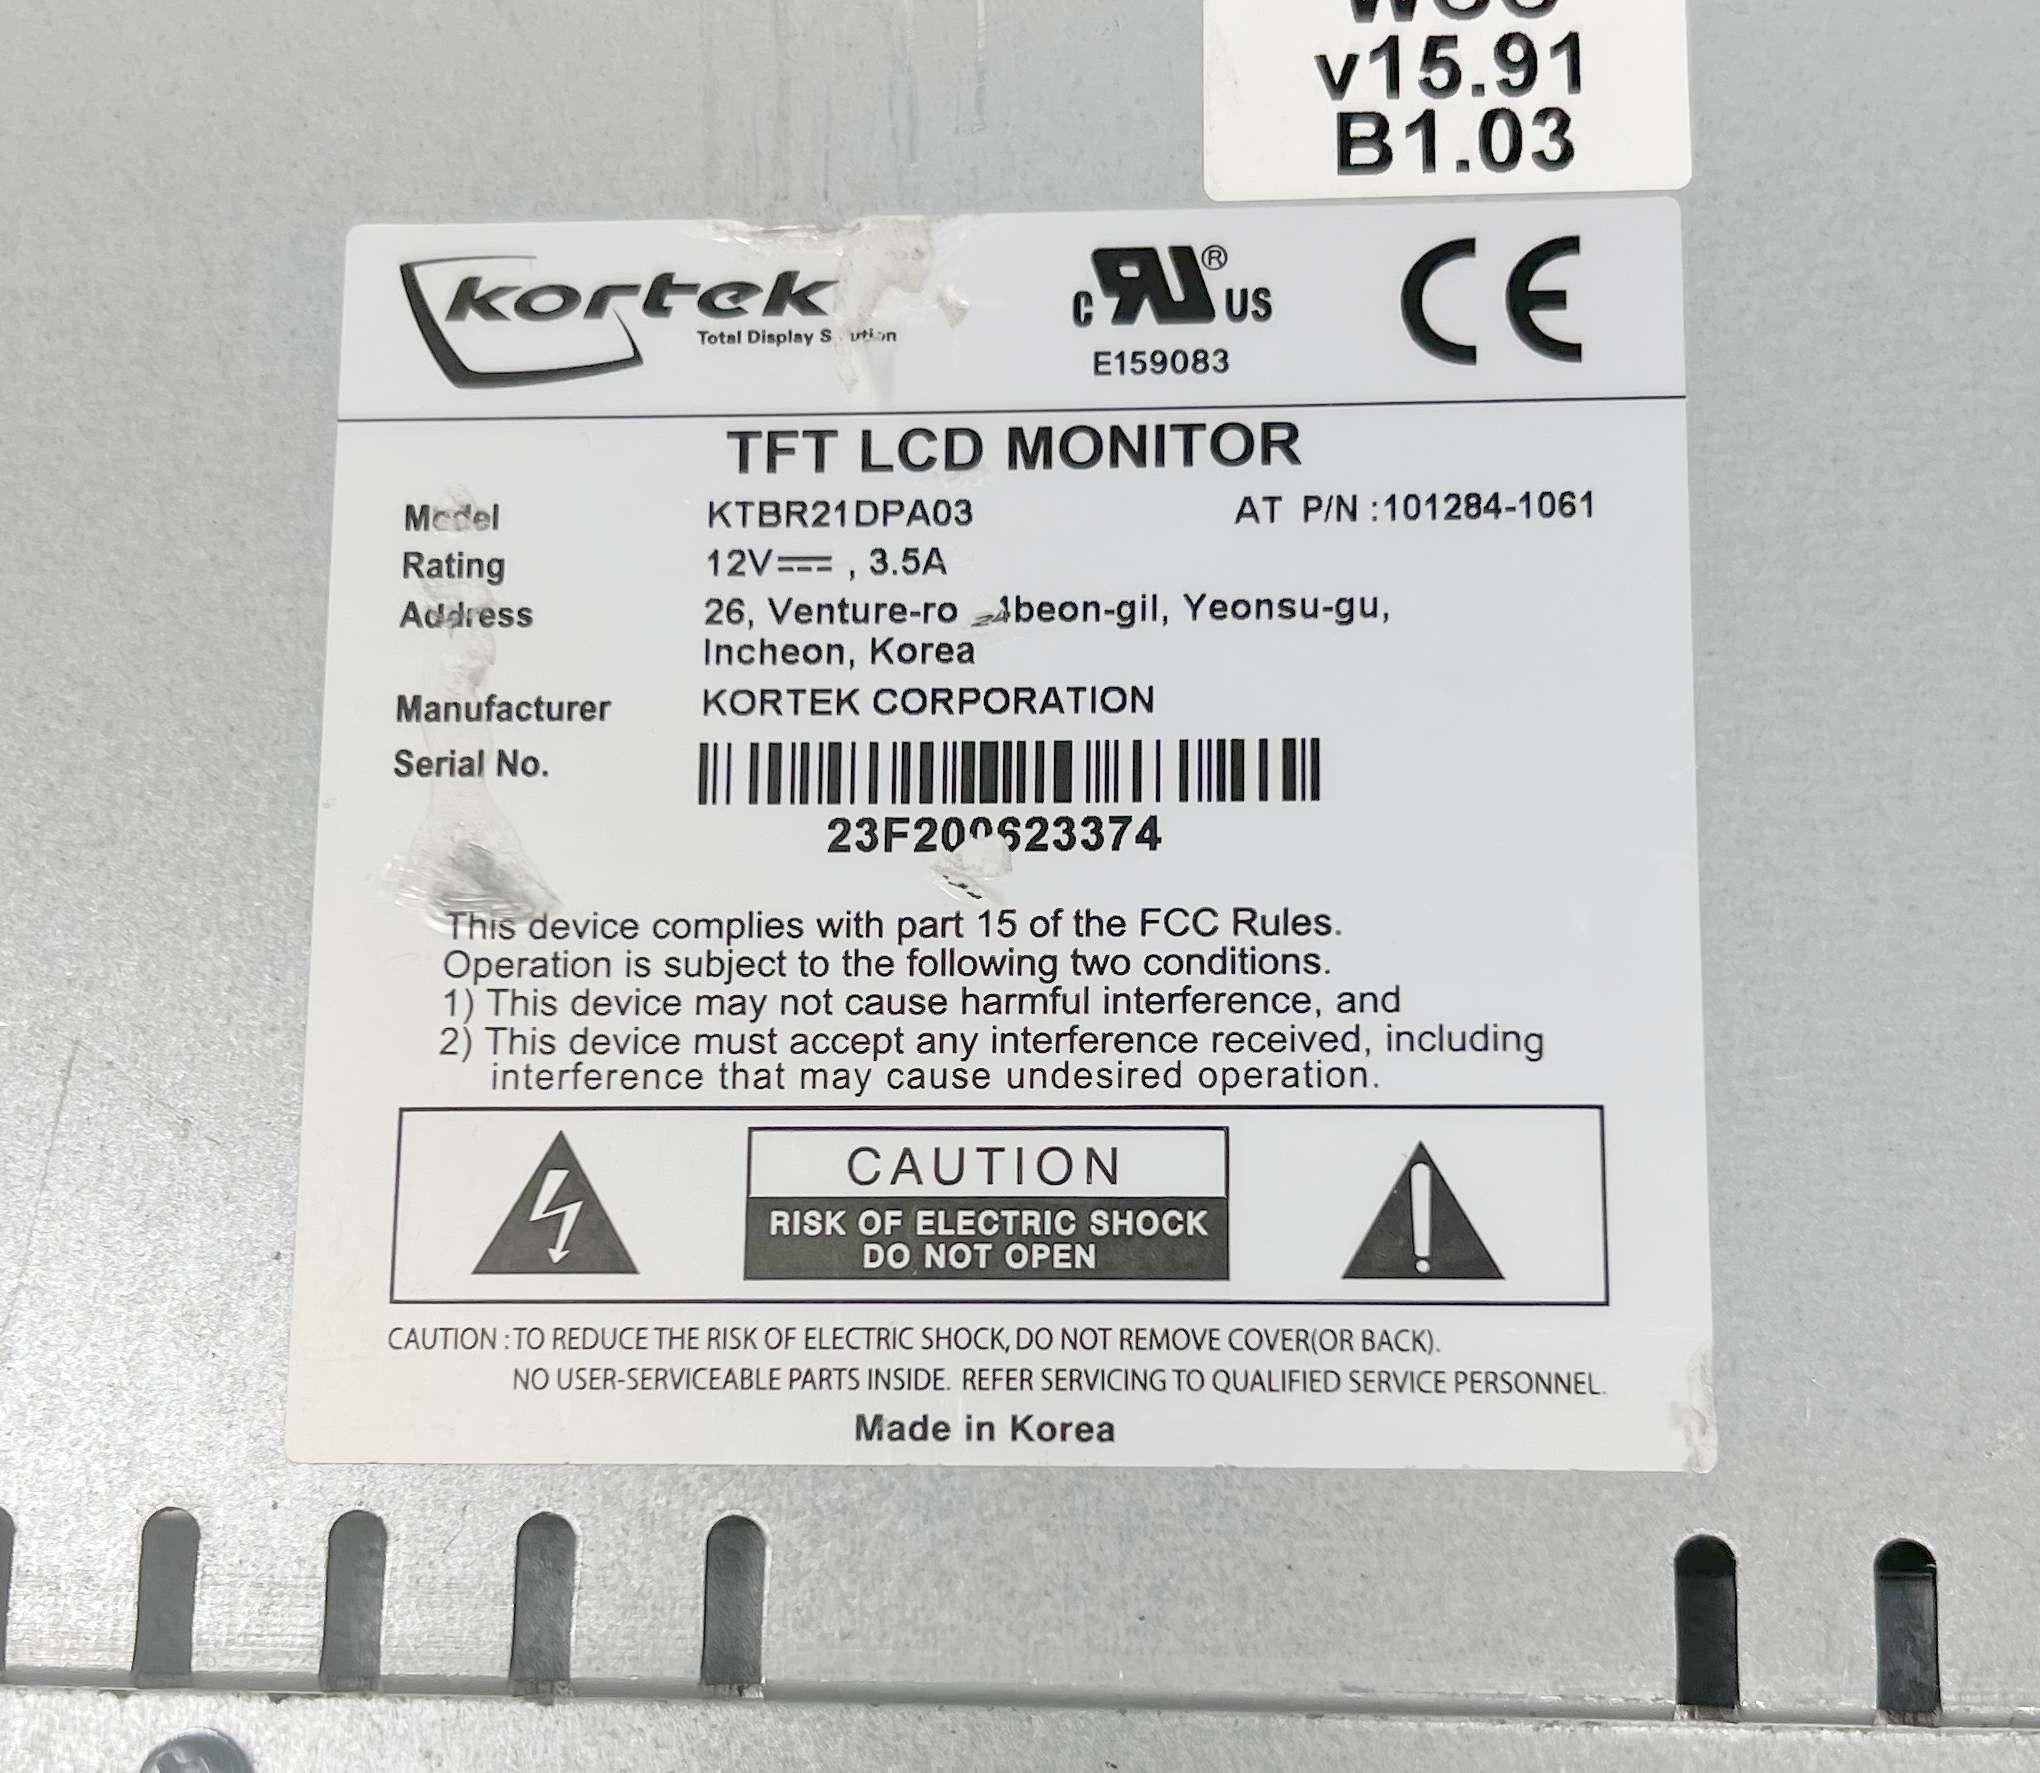 v15.91
B1.03
kortek
Total Display Solution
c RU ® US
E159083
CE
TFT LCD MONITOR
Model KTBR21DPA03 AT P/N :101284-1061
Rating 12V⎓ , 3.5A
Address 26, Venture-ro 24beon-gil, Yeonsu-gu,
Incheon, Korea
Manufacturer KORTEK CORPORATION
Serial No.
23F200623374
This device complies with part 15 of the FCC Rules.
Operation is subject to the following two conditions.
1) This device may not cause harmful interference, and
2) This device must accept any interference received, including
interference that may cause undesired operation.
CAUTION
RISK OF ELECTRIC SHOCK
DO NOT OPEN
CAUTION : TO REDUCE THE RISK OF ELECTRIC SHOCK, DO NOT REMOVE COVER(OR BACK).
NO USER-SERVICEABLE PARTS INSIDE. REFER SERVICING TO QUALIFIED SERVICE PERSONNEL.
Made in Korea